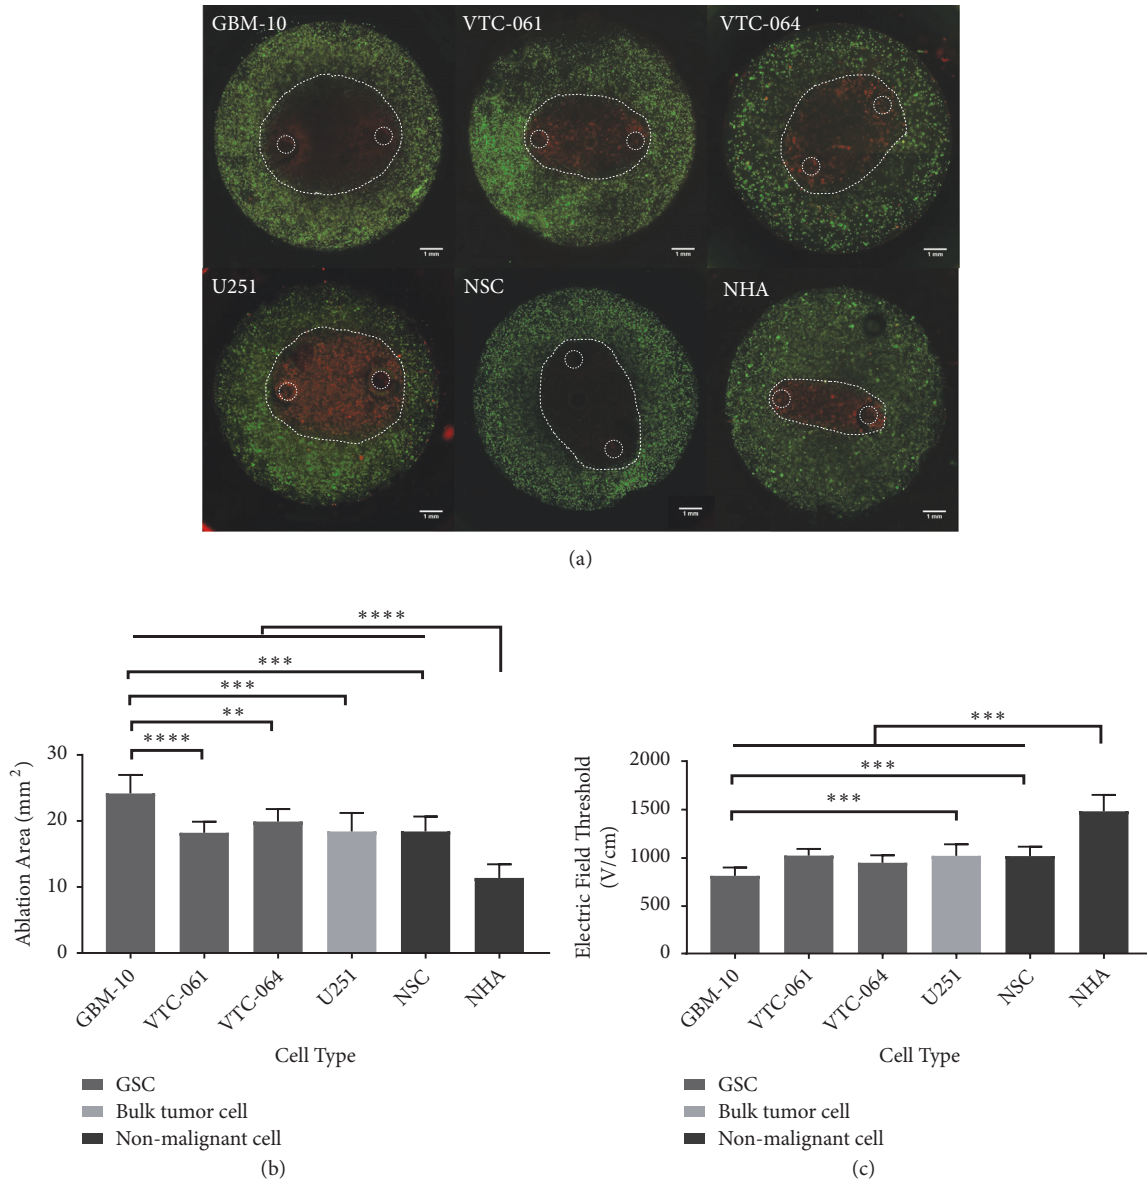 GBM-10 VTC-061 VTC-064
1 mm 1 mm 1 mm
U251 NSC NHA
1 mm 1 mm 1 mm
(a)
****
***
***
**
****
Ablation Area (mm²)
30
20
10
0
GBM-10 VTC-061 VTC-064 U251 NSC NHA
Cell Type
GSC
Bulk tumor cell
Non-malignant cell
(b)
***
***
***
Electric Field Threshold
(V/cm)
2000
1500
1000
500
0
GBM-10 VTC-061 VTC-064 U251 NSC NHA
Cell Type
GSC
Bulk tumor cell
Non-malignant cell
(c)